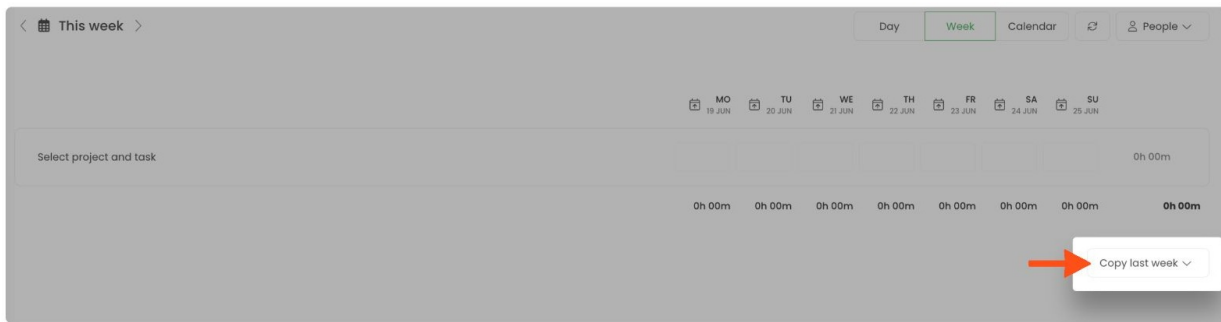 This week
Day Week Calendar People
MO TU WE TH FR SA SU
19 JUN 20 JUN 21 JUN 22 JUN 23 JUN 24 JUN 25 JUN
Select project and task 0h 00m
0h 00m 0h 00m 0h 00m 0h 00m 0h 00m 0h 00m 0h 00m 0h 00m
Copy last week